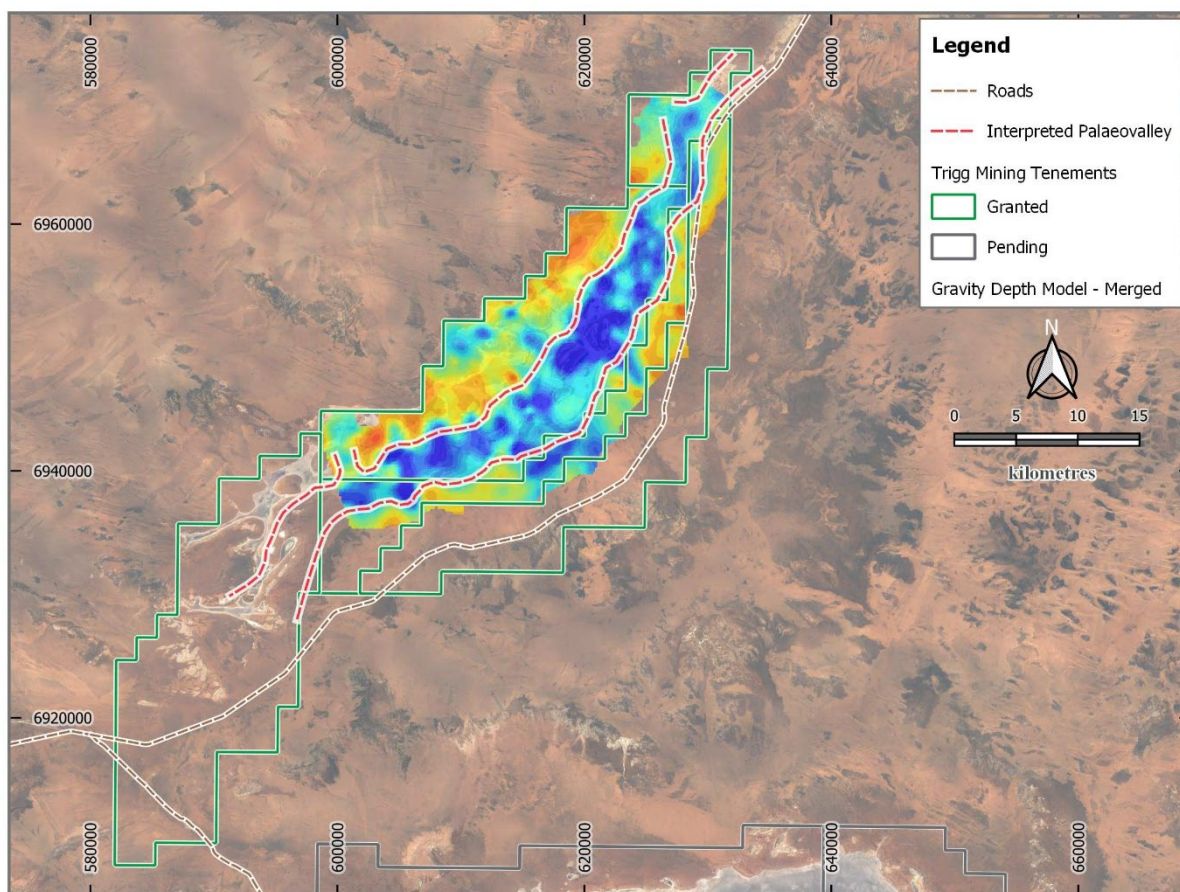 580000
600000
620000
640000
Legend
Roads
Interpreted Palaeovalley
Trigg Mining Tenements
Granted
Pending
Gravity Depth Model - Merged
6960000
N
0 5 10 15
kilometres
6940000
6920000
580000
600000
620000
640000
660000